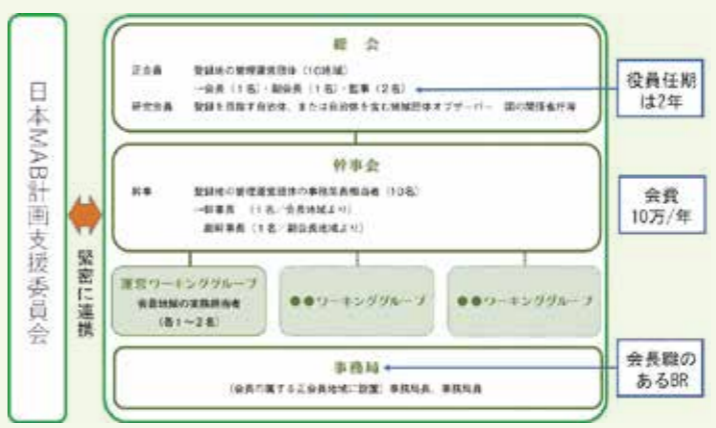 日本MAB計画支援委員会
緊密に連携
総 会
正会員 登録地の管理運営団体(10地域)
→会長(1名)・副会長(1名)・監事(2名)
研究会員 登録を目指す自治体、または自治体を含む組織団体オブザーバー 国の関係省庁等
幹事会
幹事 登録地の管理運営団体の事務局長相当者(10名)
→幹事長 (1名/会長地域より)
副幹事長(1名/副会長地域より)
運営ワーキンググループ
会員地域の実務担当者
(各1~2名)
●●ワーキンググループ
●●ワーキンググループ
事務局
(会長の属する正会員地域に設置)事務局長、事務局員
役員任期
は2年
会費
10万/年
会長職の
あるBR